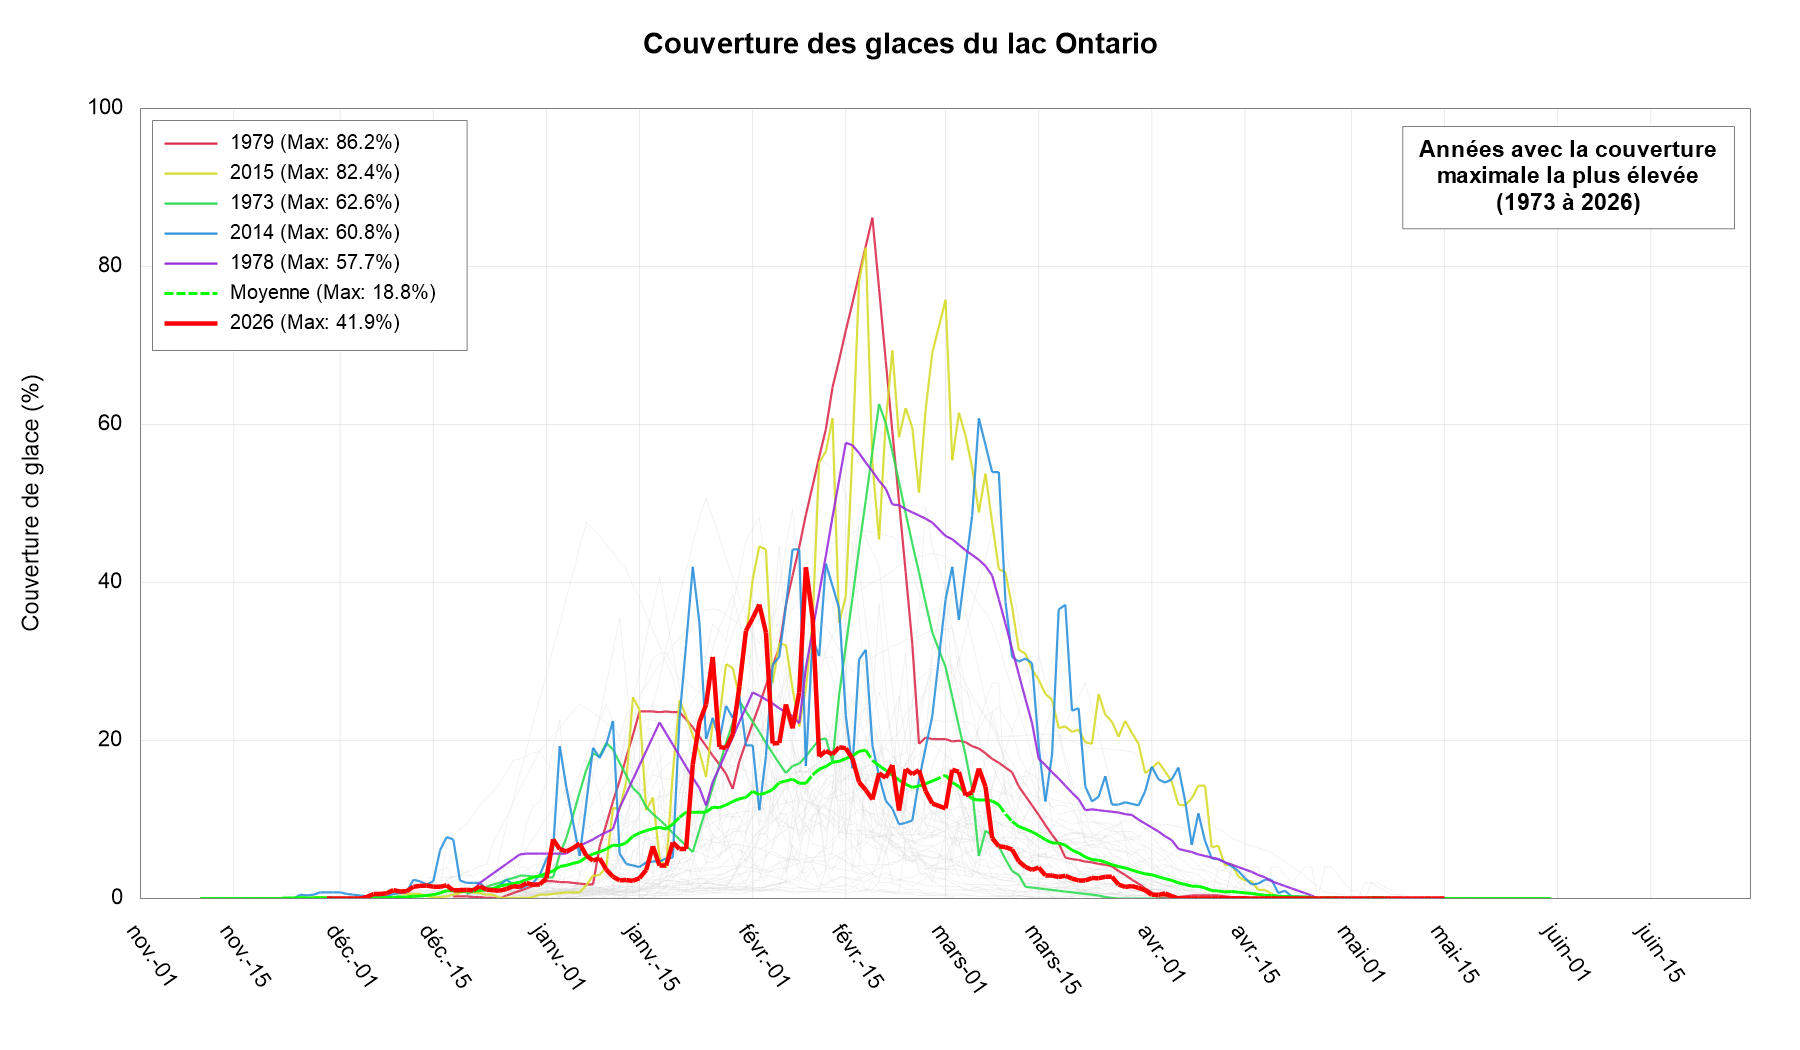 Couverture des glaces du lac Ontario
100
80
60
40
20
0
Couverture de glace (%)
1979 (Max: 86.2%)
2015 (Max: 82.4%)
1973 (Max: 62.6%)
2014 (Max: 60.8%)
1978 (Max: 57.7%)
Moyenne (Max: 18.8%)
2026 (Max: 41.9%)
Années avec la couverture
maximale la plus élevée
(1973 à 2026)
nov.-01
nov.-15
déc.-01
déc.-15
janv.-01
janv.-15
févr.-01
févr.-15
mars-01
mars-15
avr.-01
avr.-15
mai-01
mai-15
juin-01
juin-15